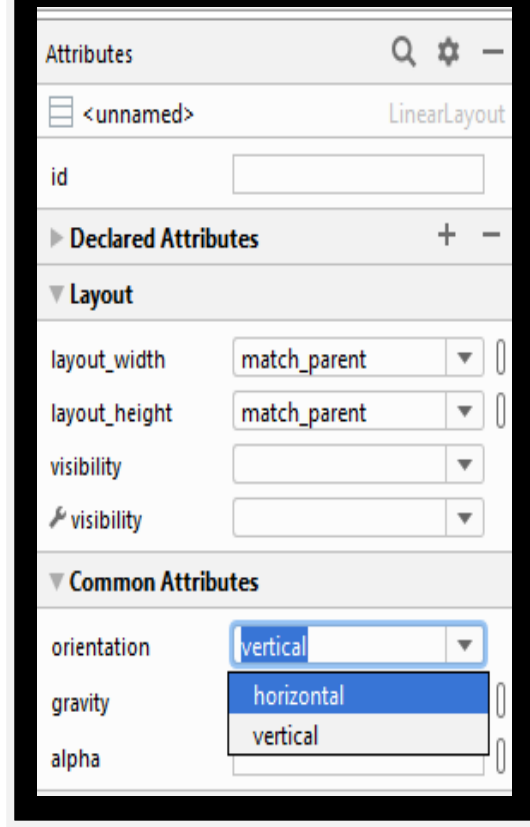 Attributes
<unnamed> LinearLayout
id
Declared Attributes
Layout
layout_width match_parent
layout_height match_parent
visibility
visibility
Common Attributes
orientation vertical
gravity horizontal
vertical
alpha